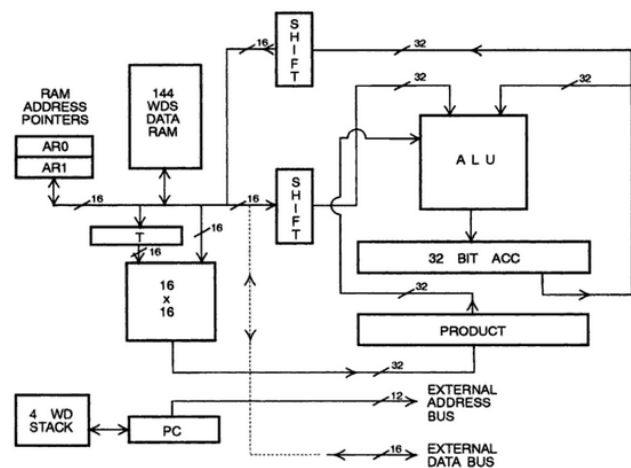 16
SHIFT
32
RAM
ADDRESS
POINTERS
144
WDS
DATA
RAM
32
32
AR0
AR1
ALU
16
16
SHIFT
T
16
16
32 BIT ACC
16
x
16
32
PRODUCT
32
4 WD
STACK
PC
12
EXTERNAL
ADDRESS
BUS
16
EXTERNAL
DATA BUS